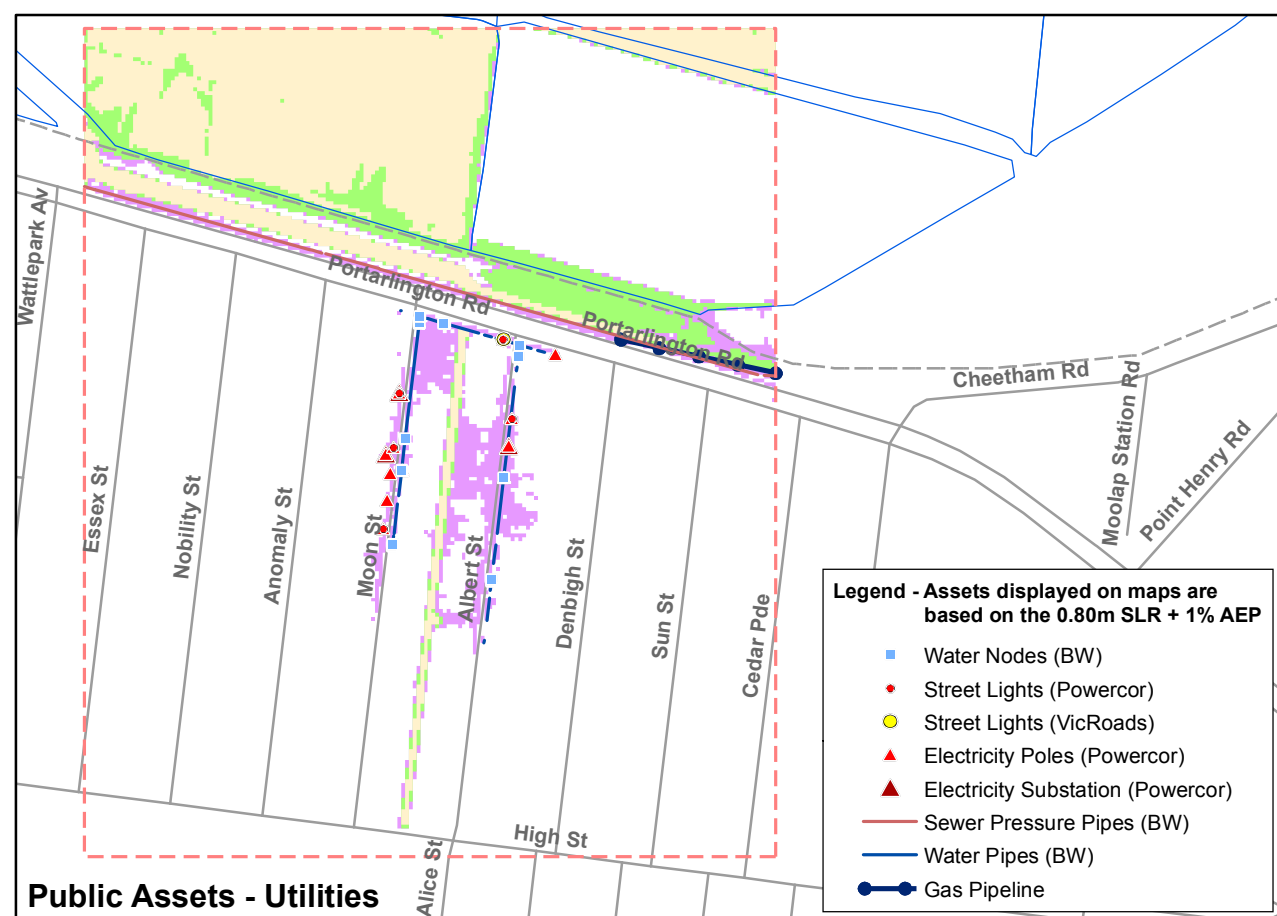 Wattlepark Av
Portarlington Rd
Portarlington Rd
Cheetham Rd
Moolap Station Rd
Point Henry Rd
Essex St
Nobility St
Anomaly St
Moon St
Albert St
Denbigh St
Sun St
Cedar Pde
High St
Alice St
Legend - Assets displayed on maps are
based on the 0.80m SLR + 1% AEP
Water Nodes (BW)
Street Lights (Powercor)
Street Lights (VicRoads)
Electricity Poles (Powercor)
Electricity Substation (Powercor)
Sewer Pressure Pipes (BW)
Water Pipes (BW)
Gas Pipeline
Public Assets - Utilities